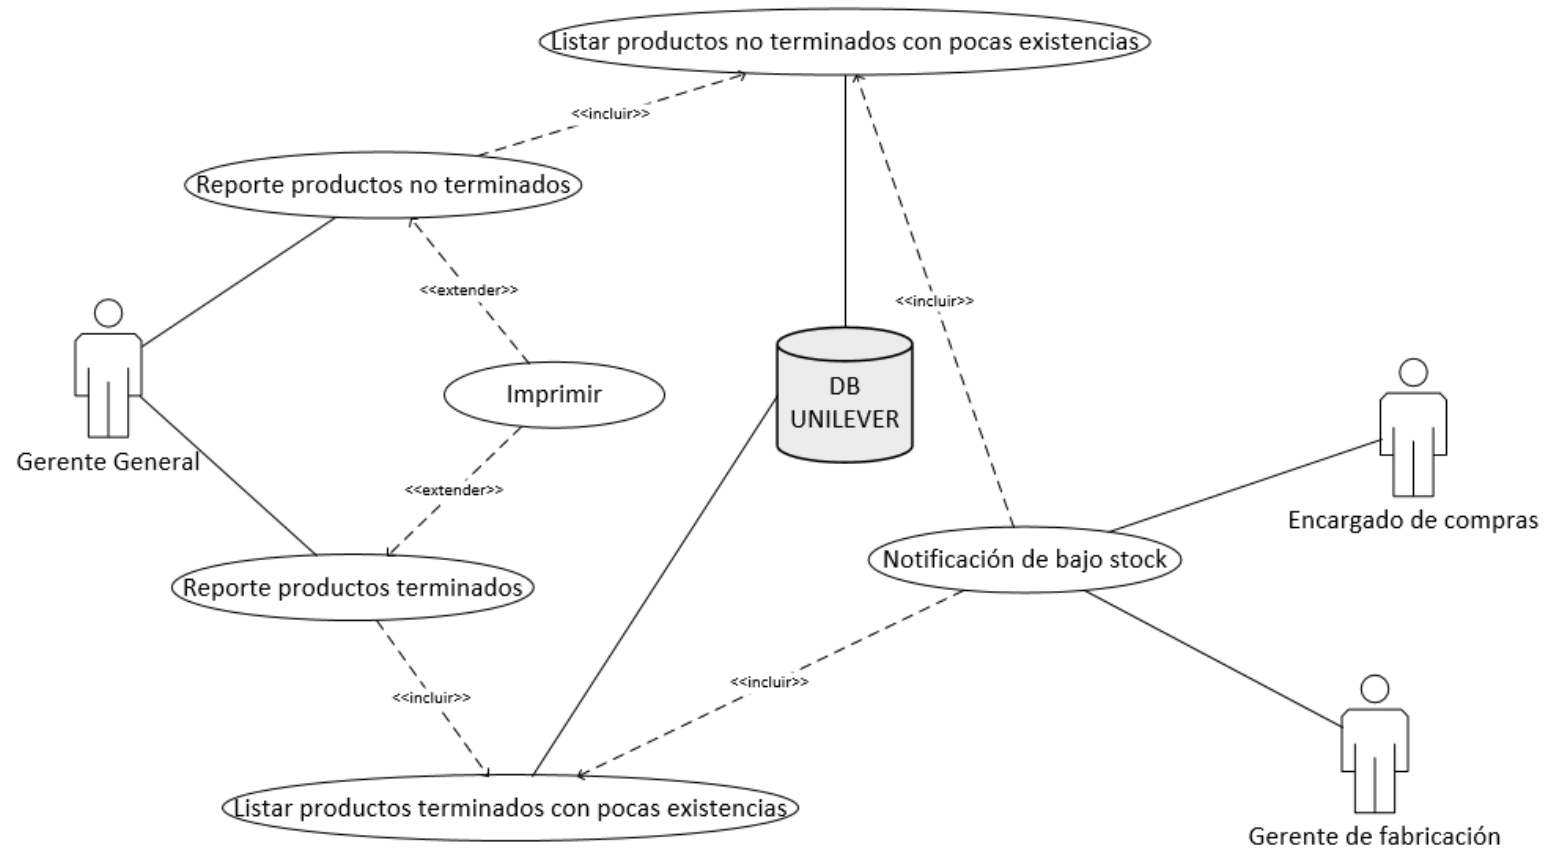 Listar productos no terminados con pocas existencias
<<incluir>>
Reporte productos no terminados
<<extender>>
<<incluir>>
DB
UNILEVER
Imprimir
Gerente General
<<extender>>
Encargado de compras
Notificación de bajo stock
Reporte productos terminados
<<incluir>>
<<incluir>>
Listar productos terminados con pocas existencias
Gerente de fabricación